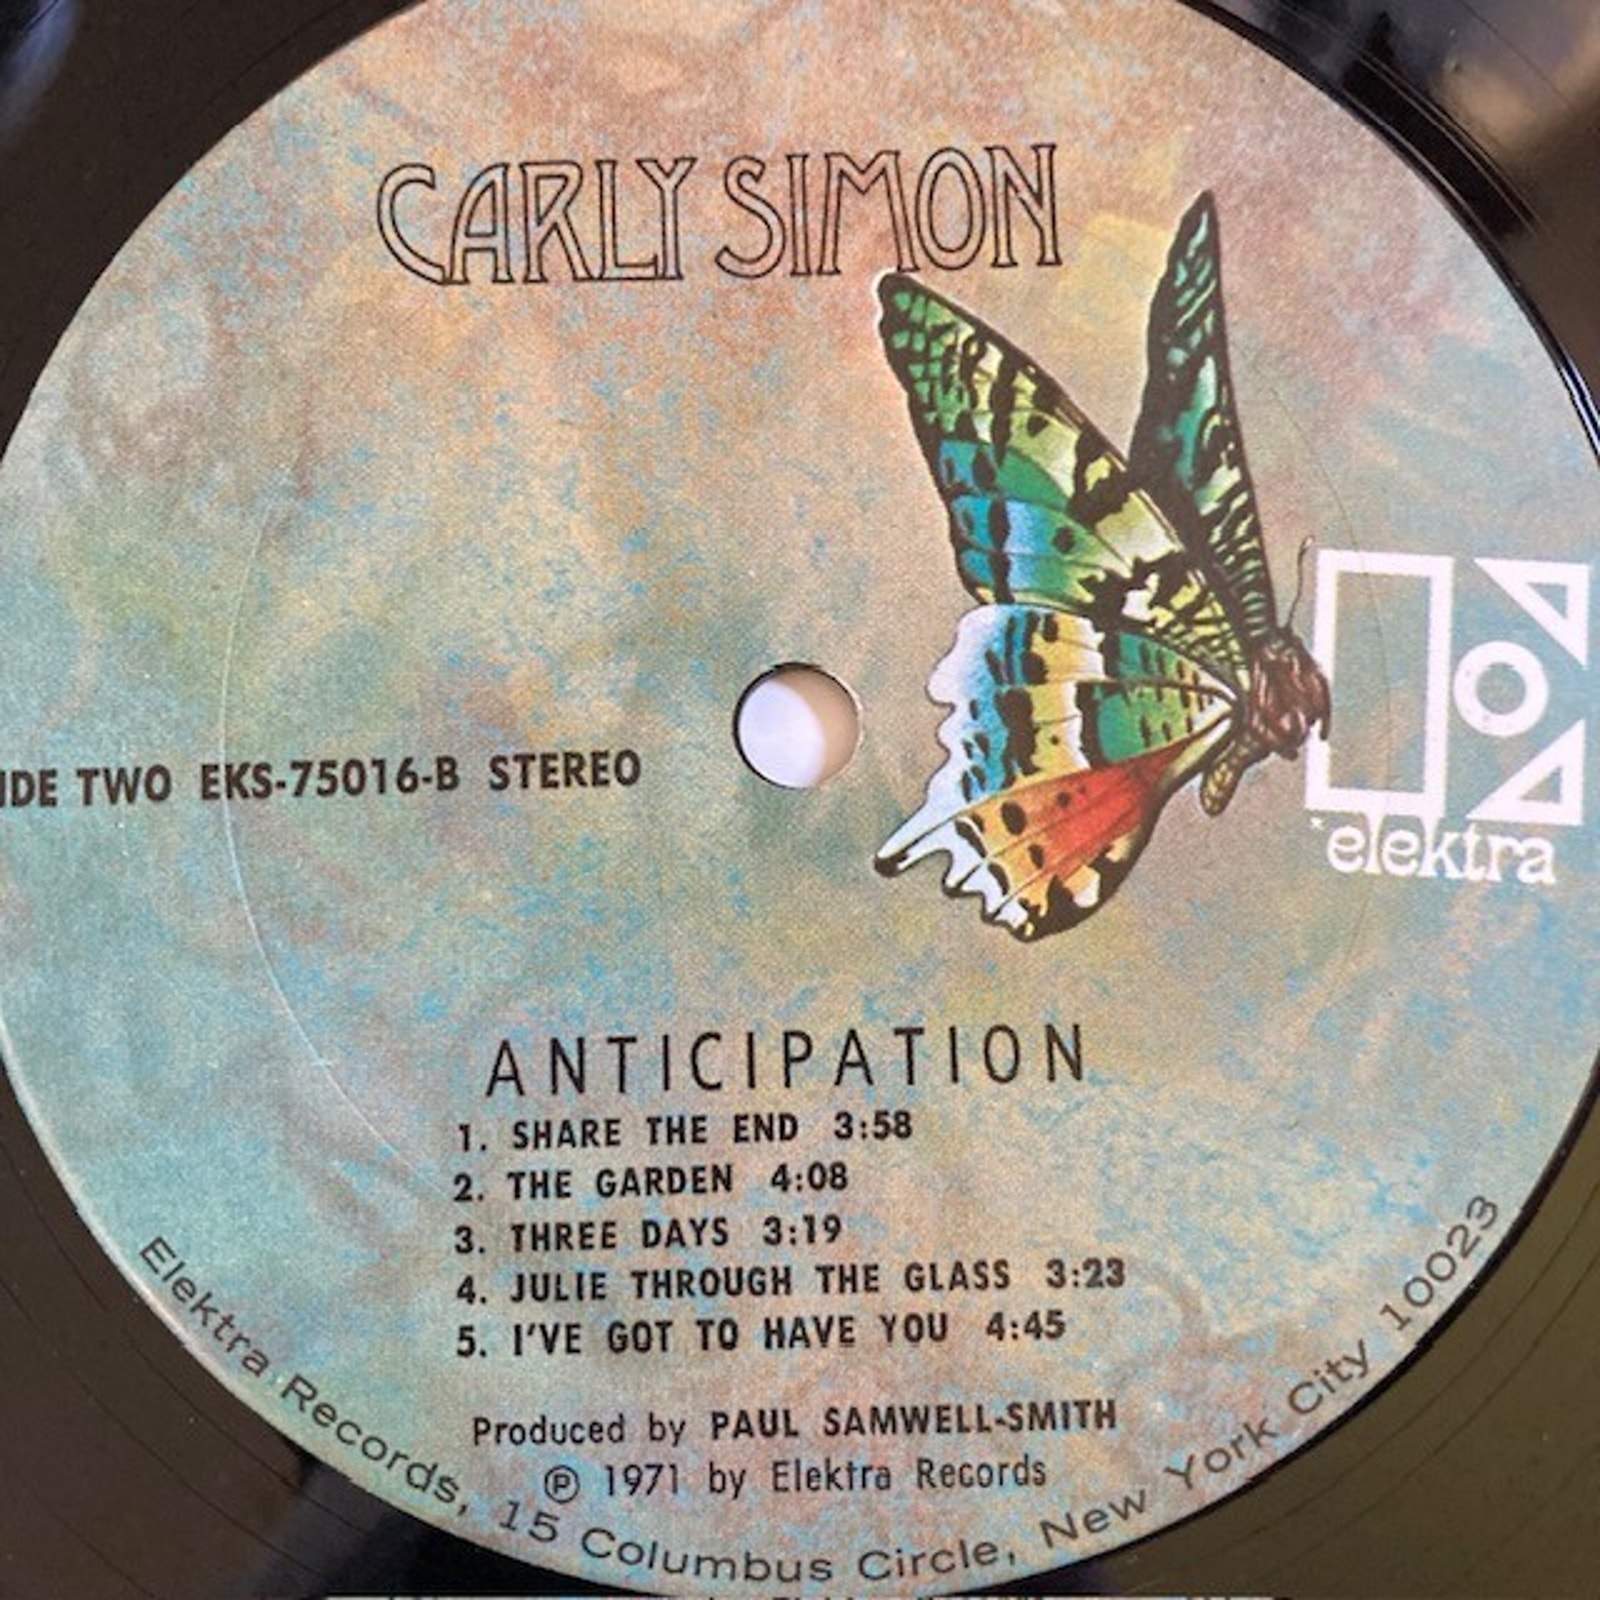 CARLY SIMON
IDE TWO EKS-75016-B STEREO
elektra
ANTICIPATION
1. SHARE THE END 3:58
2. THE GARDEN 4:08
3. THREE DAYS 3:19
4. JULIE THROUGH THE GLASS 3:23
5. I'VE GOT TO HAVE YOU 4:45
Produced by PAUL SAMWELL-SMITH
Ⓟ 1971 by Elektra Records
Elektra Records, 15 Columbus Circle, New York City 10023